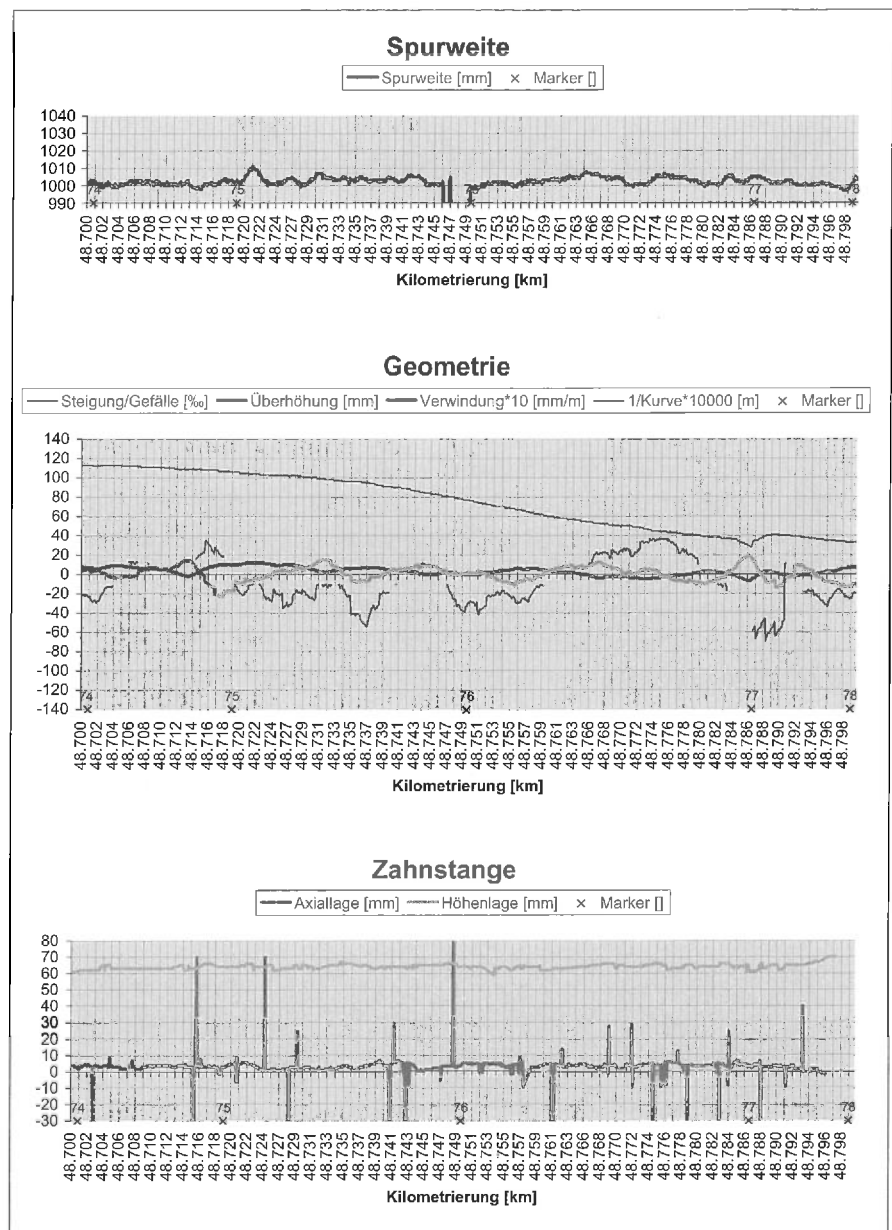 Spurweite
Spurweite [mm] × Marker []
1040
1030
1020
1010
1000
990
74 75 76 77 78
48.700 48.702 48.704 48.706 48.708 48.710 48.712 48.714 48.716 48.718 48.720 48.722 48.724 48.727 48.729 48.731 48.733 48.735 48.737 48.739 48.741 48.743 48.745 48.747 48.749 48.751 48.753 48.755 48.757 48.759 48.761 48.763 48.766 48.768 48.770 48.772 48.774 48.776 48.778 48.780 48.782 48.784 48.786 48.788 48.790 48.792 48.794 48.796 48.798
Kilometrierung [km]
Geometrie
Steigung/Gefälle [‰] Überhöhung [mm] Verwindung*10 [mm/m] 1/Kurve*10000 [m] × Marker []
140
120
100
80
60
40
20
0
-20
-40
-60
-80
-100
-120
-140
74 75 76 77 78
48.700 48.702 48.704 48.706 48.708 48.710 48.712 48.714 48.716 48.718 48.720 48.722 48.724 48.727 48.729 48.731 48.733 48.735 48.737 48.739 48.741 48.743 48.745 48.747 48.749 48.751 48.753 48.755 48.757 48.759 48.761 48.763 48.766 48.768 48.770 48.772 48.774 48.776 48.778 48.780 48.782 48.784 48.786 48.788 48.790 48.792 48.794 48.796 48.798
Kilometrierung [km]
Zahnstange
Axiallage [mm] Höhenlage [mm] × Marker []
80
70
60
50
40
30
20
10
0
-10
-20
-30
74 75 76 77 78
48.700 48.702 48.704 48.706 48.708 48.710 48.712 48.714 48.716 48.718 48.720 48.722 48.724 48.727 48.729 48.731 48.733 48.735 48.737 48.739 48.741 48.743 48.745 48.747 48.749 48.751 48.753 48.755 48.757 48.759 48.761 48.763 48.766 48.768 48.770 48.772 48.774 48.776 48.778 48.780 48.782 48.784 48.786 48.788 48.790 48.792 48.794 48.796 48.798
Kilometrierung [km]